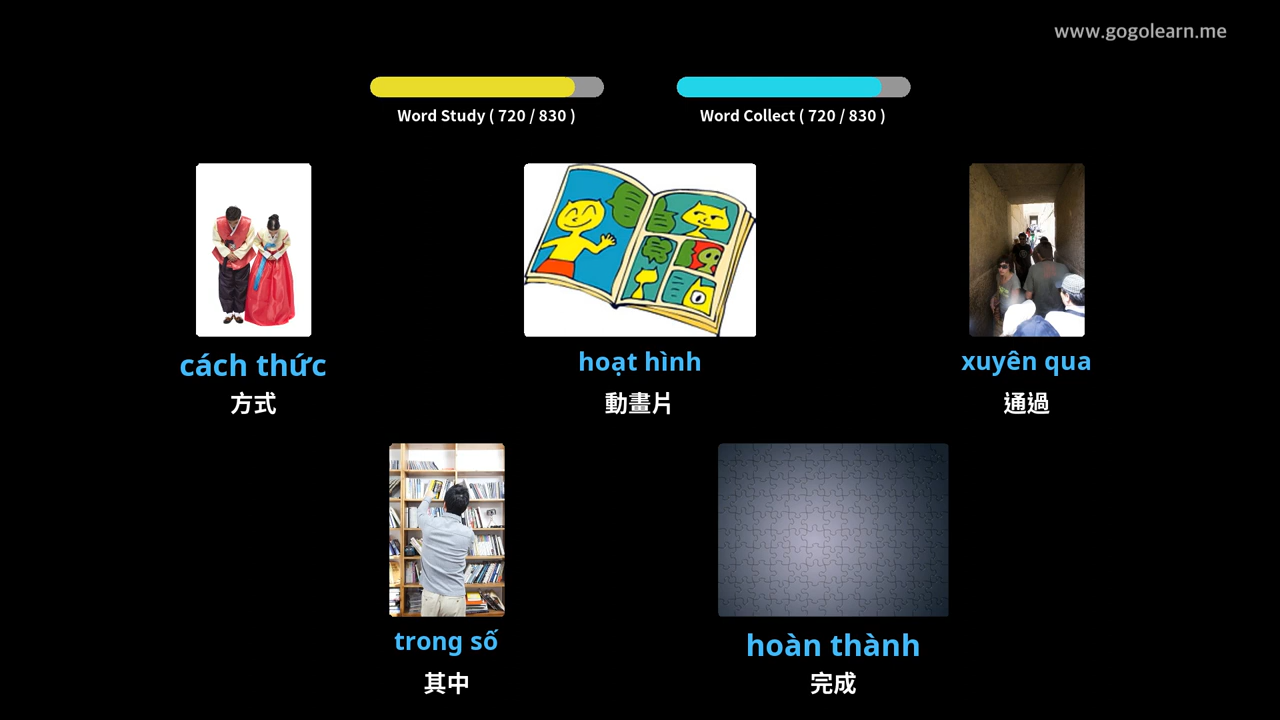 www.gogolearn.me
Word Study ( 720 / 830 )
Word Collect ( 720 / 830 )
cách thức
方式
hoạt hình
動畫片
xuyên qua
通過
trong số
其中
hoàn thành
完成